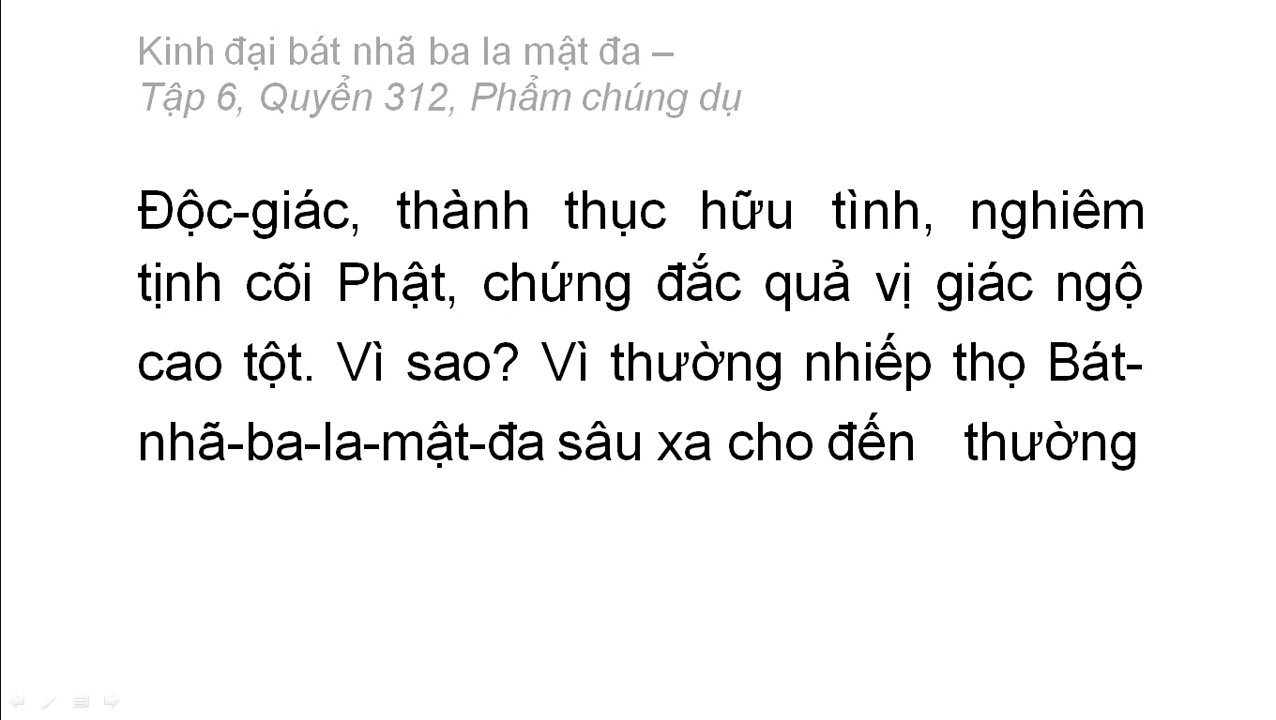 Kinh đại bát nhã ba la mật đa –
Tập 6, Quyển 312, Phẩm chúng dụ
Độc-giác, thành thục hữu tình, nghiêm
tịnh cõi Phật, chứng đắc quả vị giác ngộ
cao tột. Vì sao? Vì thường nhiếp thọ Bát-
nhã-ba-la-mật-đa sâu xa cho đến thường